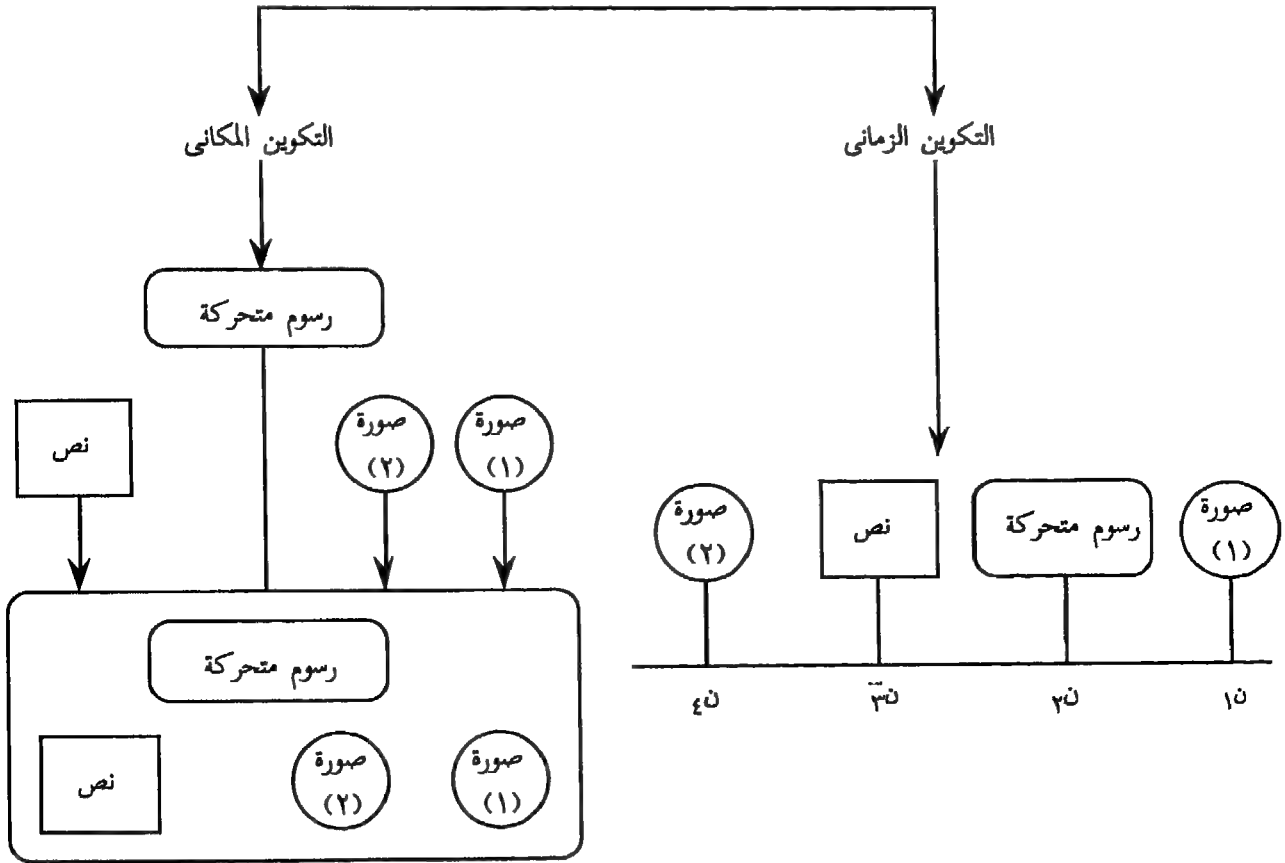 التكوين الزمانى
التكوين المكانى
رسوم متحركة
صورة
(١)
صورة
(٢)
نص
صورة
(١)
رسوم متحركة
نص
صورة
(٢)
ن١
ن٢
ن٣
ن٤
رسوم متحركة
صورة
(١)
صورة
(٢)
نص